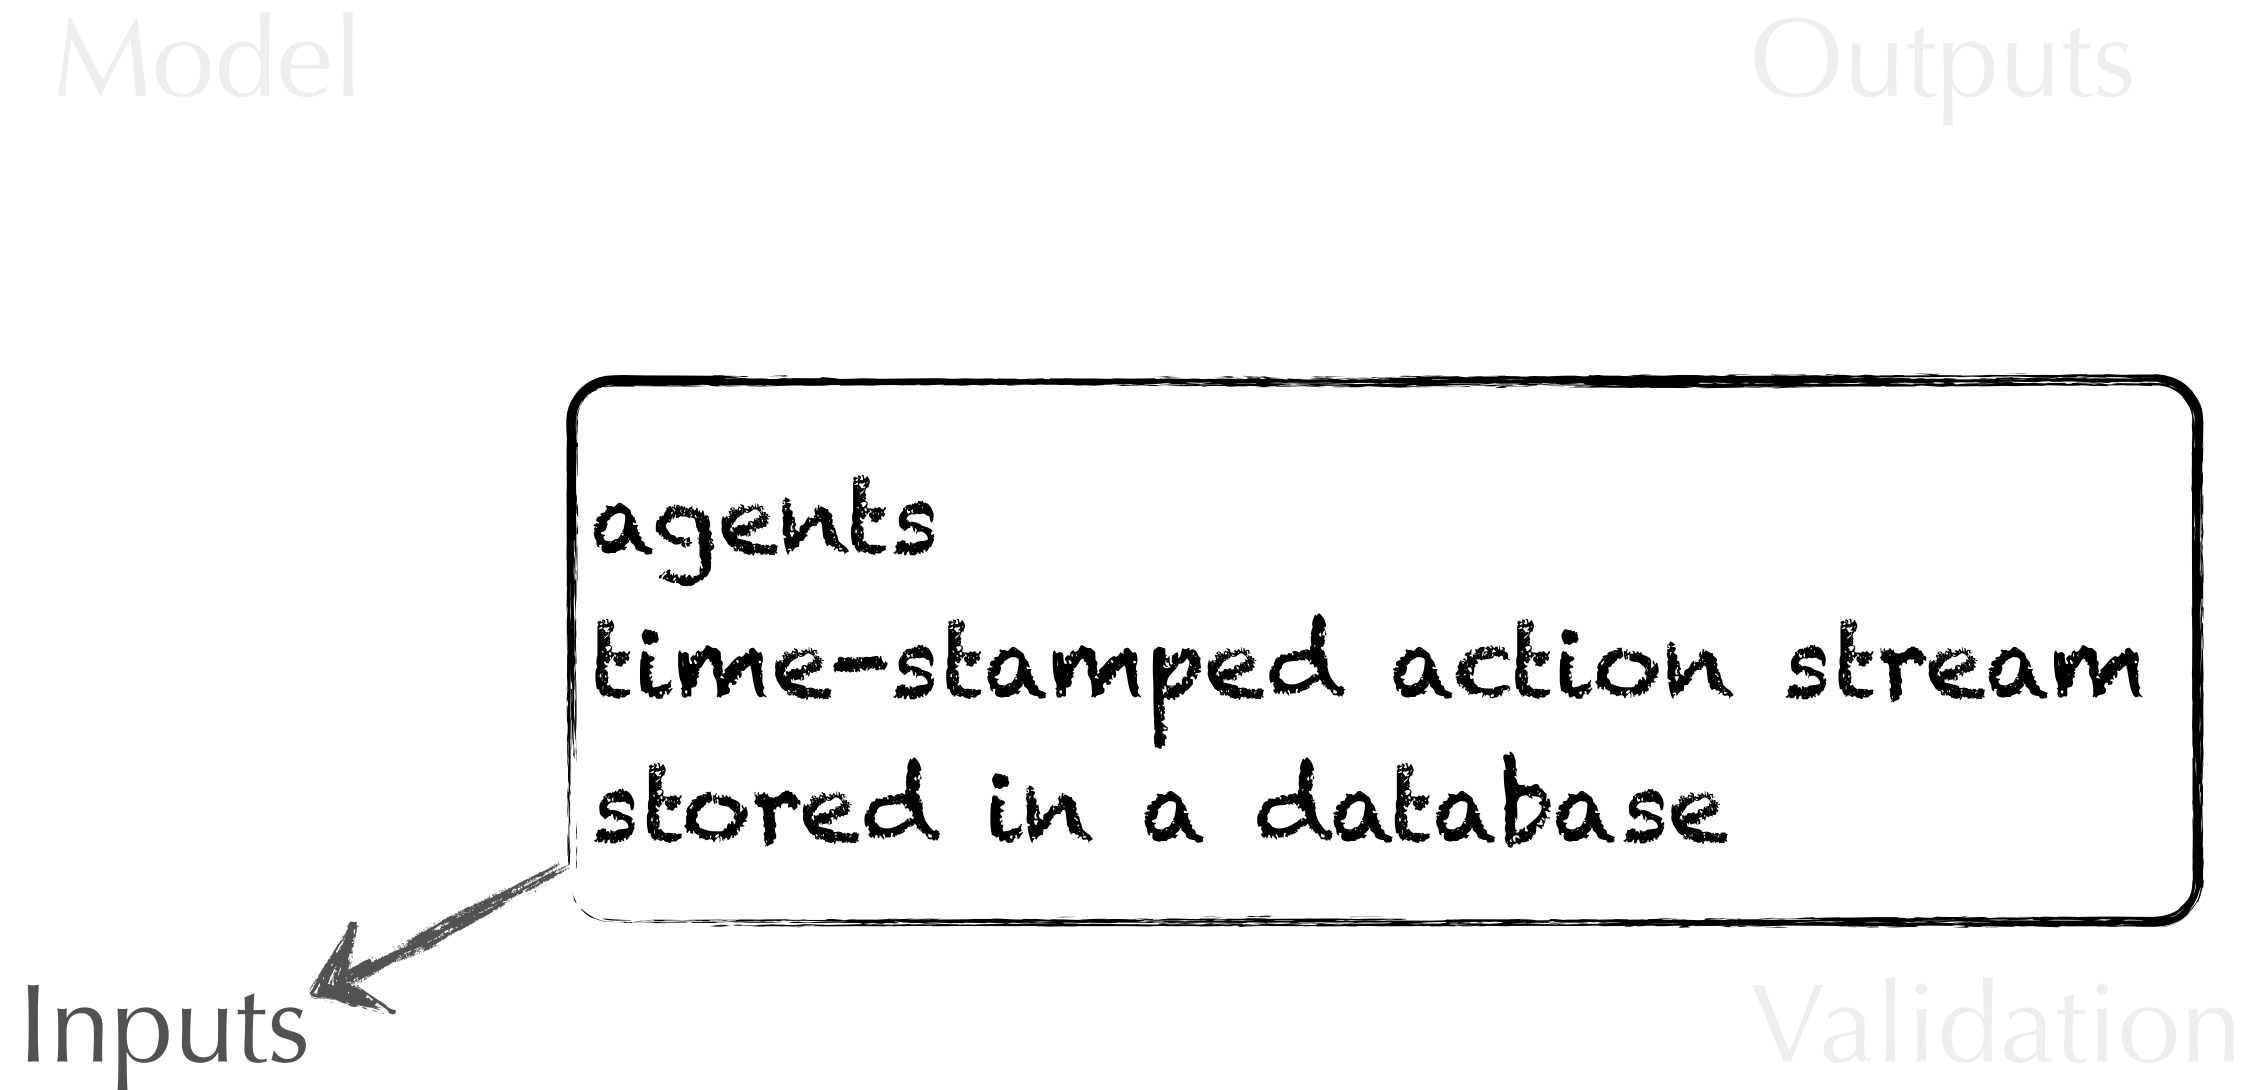 Model
Outputs
agents
time-stamped action stream
stored in a database
Inputs
Validation